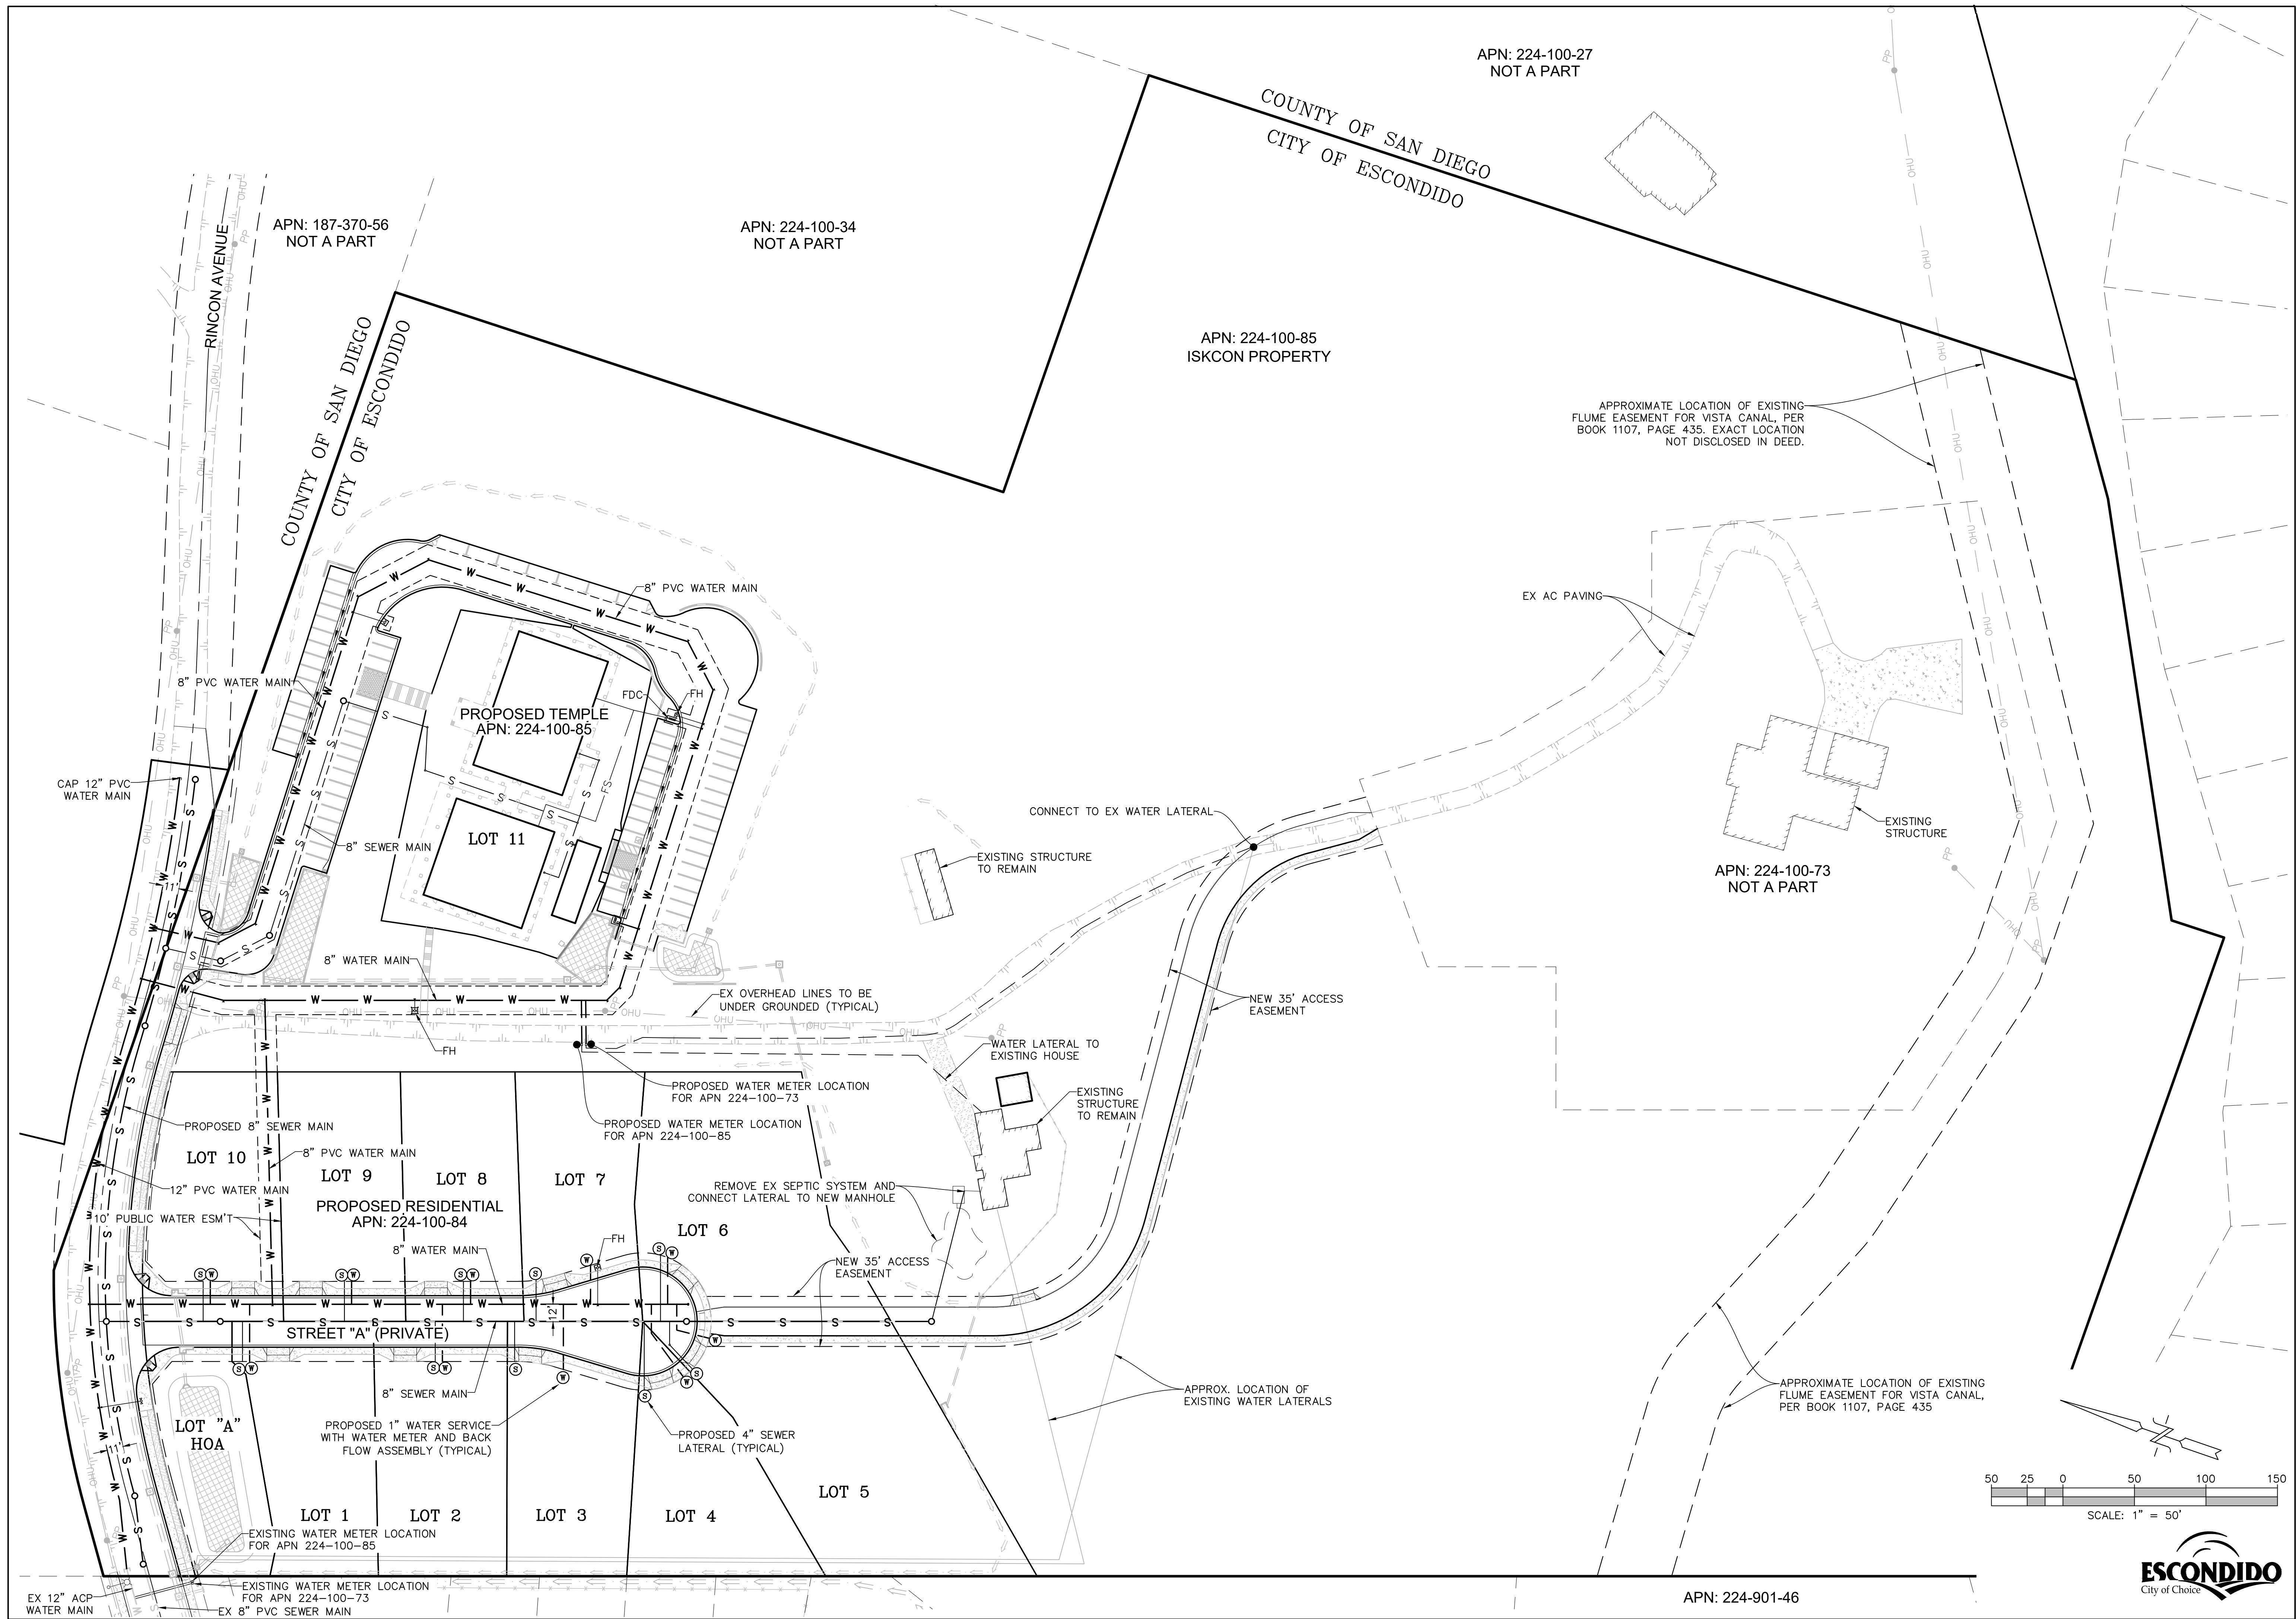 APN: 224-100-27
NOT A PART
COUNTY OF SAN DIEGO
CITY OF ESCONDIDO
PP
OHU
RINCON AVENUE
OHU
PP
APN: 187-370-56
NOT A PART
APN: 224-100-34
NOT A PART
COUNTY OF SAN DIEGO
CITY OF ESCONDIDO
APN: 224-100-85
ISKCON PROPERTY
APPROXIMATE LOCATION OF EXISTING
FLUME EASEMENT FOR VISTA CANAL, PER
BOOK 1107, PAGE 435. EXACT LOCATION
NOT DISCLOSED IN DEED.
8" PVC WATER MAIN
EX AC PAVING
8" PVC WATER MAIN
FDC
FH
PROPOSED TEMPLE
APN: 224-100-85
FS
CAP 12" PVC
WATER MAIN
8" SEWER MAIN
LOT 11
11'
CONNECT TO EX WATER LATERAL
EXISTING STRUCTURE
TO REMAIN
EXISTING
STRUCTURE
APN: 224-100-73
NOT A PART
8" WATER MAIN
EX OVERHEAD LINES TO BE
UNDER GROUNDED (TYPICAL)
NEW 35' ACCESS
EASEMENT
FH
WATER LATERAL TO
EXISTING HOUSE
PROPOSED WATER METER LOCATION
FOR APN 224-100-73
EXISTING
STRUCTURE
TO REMAIN
PROPOSED WATER METER LOCATION
FOR APN 224-100-85
PROPOSED 8" SEWER MAIN
LOT 10
8" PVC WATER MAIN
LOT 9
LOT 8
LOT 7
12" PVC WATER MAIN
REMOVE EX SEPTIC SYSTEM AND
CONNECT LATERAL TO NEW MANHOLE
PROPOSED RESIDENTIAL
APN: 224-100-84
10' PUBLIC WATER ESM'T
LOT 6
FH
8" WATER MAIN
NEW 35' ACCESS
EASEMENT
12'
STREET "A" (PRIVATE)
8" SEWER MAIN
APPROX. LOCATION OF
EXISTING WATER LATERALS
APPROXIMATE LOCATION OF EXISTING
FLUME EASEMENT FOR VISTA CANAL,
PER BOOK 1107, PAGE 435
LOT "A"
HOA
PROPOSED 1" WATER SERVICE
WITH WATER METER AND BACK
FLOW ASSEMBLY (TYPICAL)
PROPOSED 4" SEWER
LATERAL (TYPICAL)
11'
LOT 1
LOT 2
LOT 3
LOT 4
LOT 5
50 25 0 50 100 150
SCALE: 1" = 50'
EXISTING WATER METER LOCATION
FOR APN 224-100-85
EX 12" ACP
WATER MAIN
EXISTING WATER METER LOCATION
FOR APN 224-100-73
EX 8" PVC SEWER MAIN
APN: 224-901-46
ESCONDIDO
City of Choice